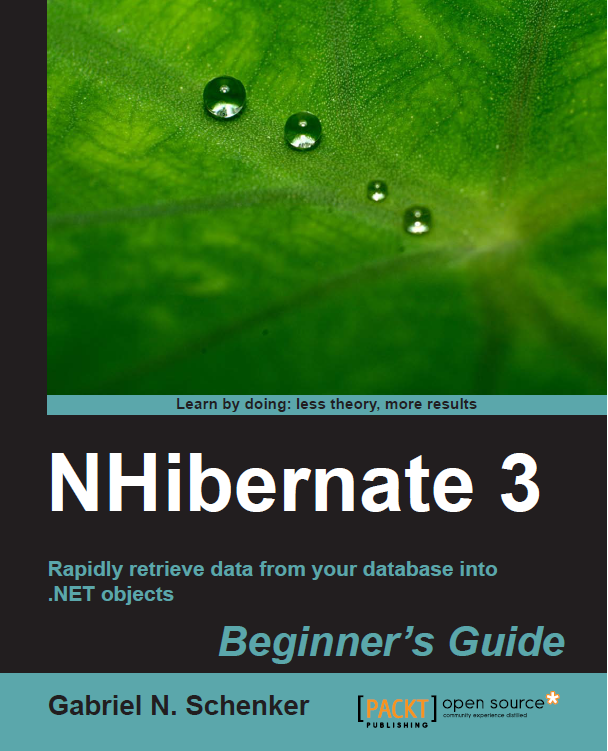 Learn by doing: less theory, more results
NHibernate 3
Rapidly retrieve data from your database into
.NET objects
Beginner's Guide
Gabriel N. Schenker
[PACKT] open source*
PUBLISHING community experience distilled